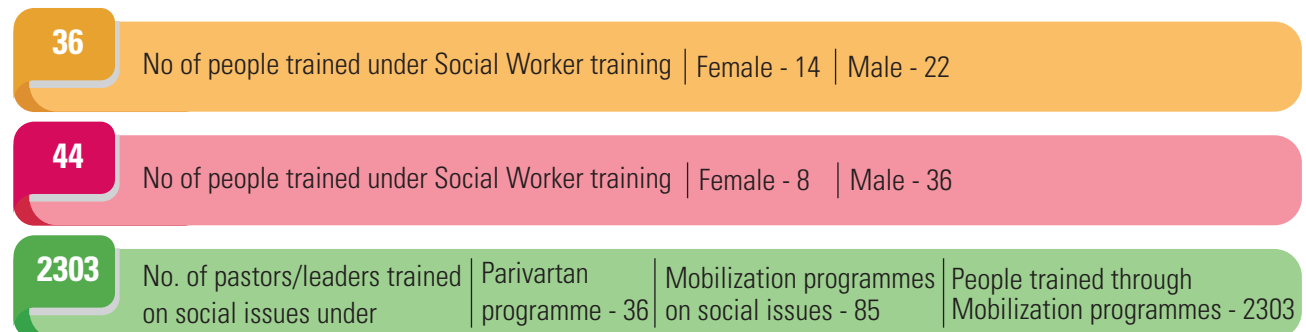 36
No of people trained under Social Worker training | Female - 14 | Male - 22
44
No of people trained under Social Worker training | Female - 8 | Male - 36
2303
No. of pastors/leaders trained
on social issues under
Parivartan
programme - 36
Mobilization programmes
on social issues - 85
People trained through
Mobilization programmes - 2303